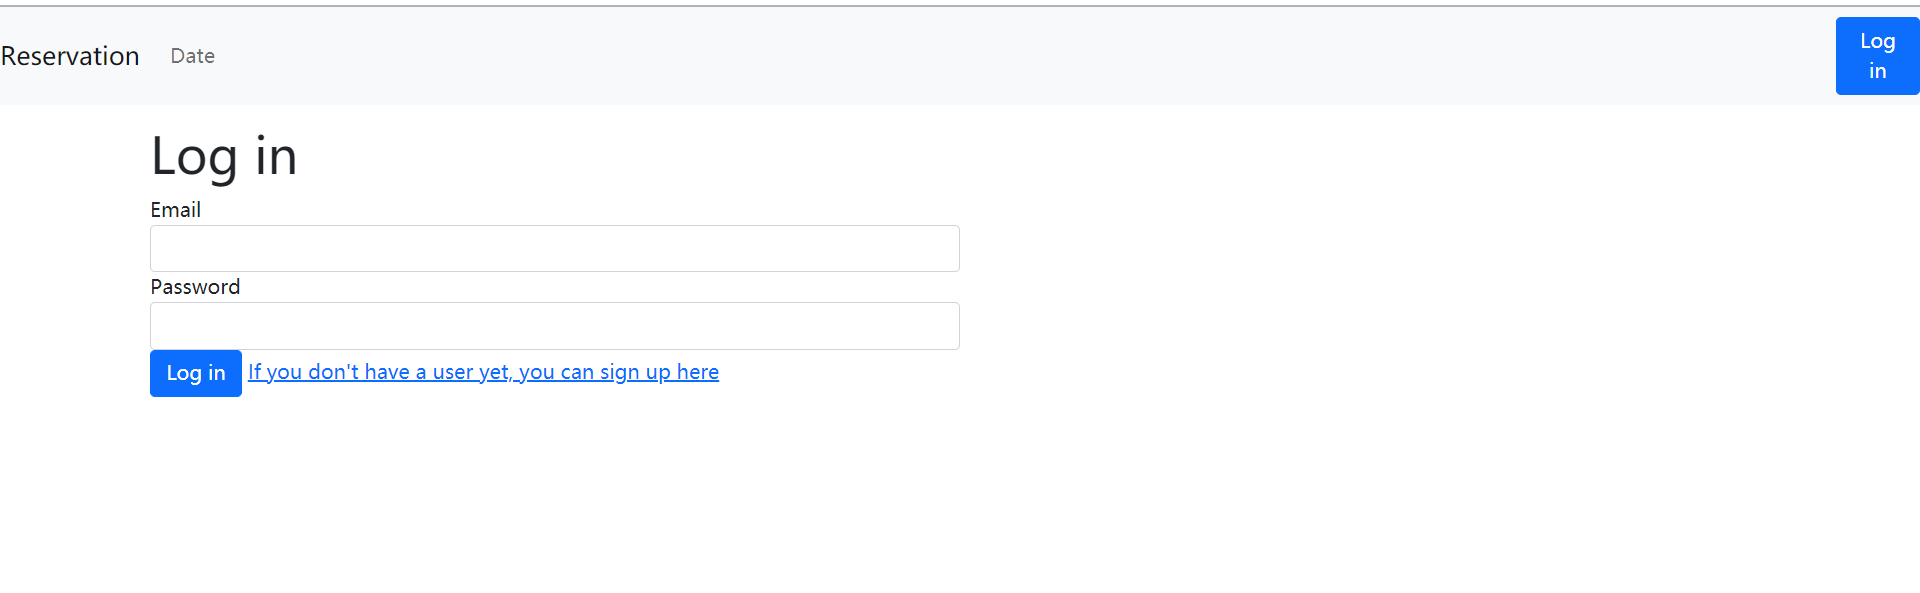 Reservation Date Log in
Log in
Email
Password
Log in If you don't have a user yet, you can sign up here